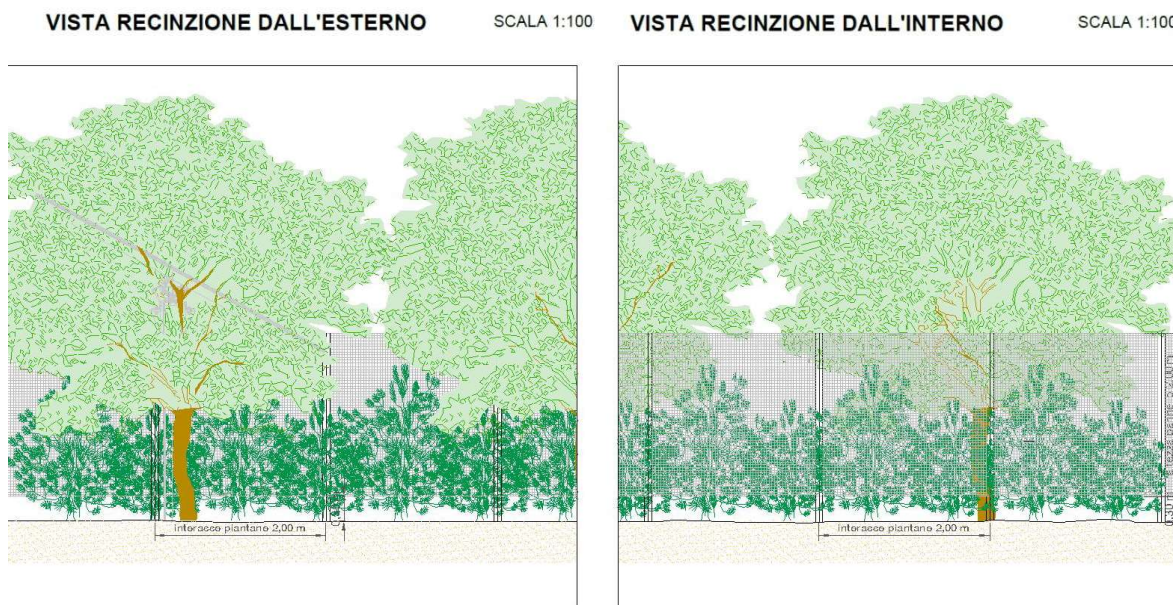 VISTA RECINZIONE DALL'ESTERNO
SCALA 1:100
VISTA RECINZIONE DALL'INTERNO
SCALA 1:100
interasse piantane 2,00 m
interasse piantane 2,00 m